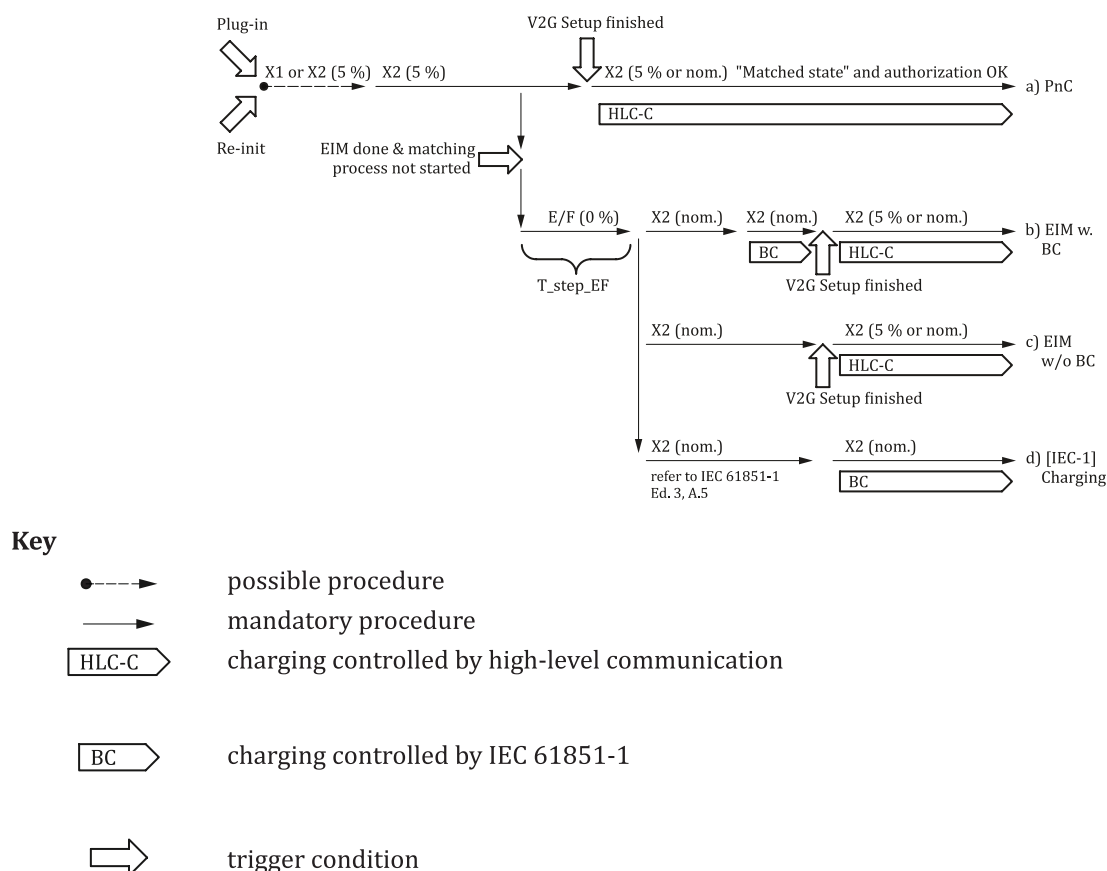 Plug-in
V2G Setup finished
X1 or X2 (5 %)
X2 (5 %)
X2 (5 % or nom.) "Matched state" and authorization OK
a) PnC
HLC-C
Re-init
EIM done & matching
process not started
E/F (0 %)
X2 (nom.)
X2 (nom.)
X2 (5 % or nom.)
b) EIM w.
BC
BC
HLC-C
T_step_EF
V2G Setup finished
X2 (nom.)
X2 (5 % or nom.)
c) EIM
w/o BC
HLC-C
V2G Setup finished
X2 (nom.)
X2 (nom.)
d) [IEC-1]
Charging
refer to IEC 61851-1
Ed. 3, A.5
BC
Key
possible procedure
mandatory procedure
HLC-C
charging controlled by high-level communication
BC
charging controlled by IEC 61851-1
trigger condition